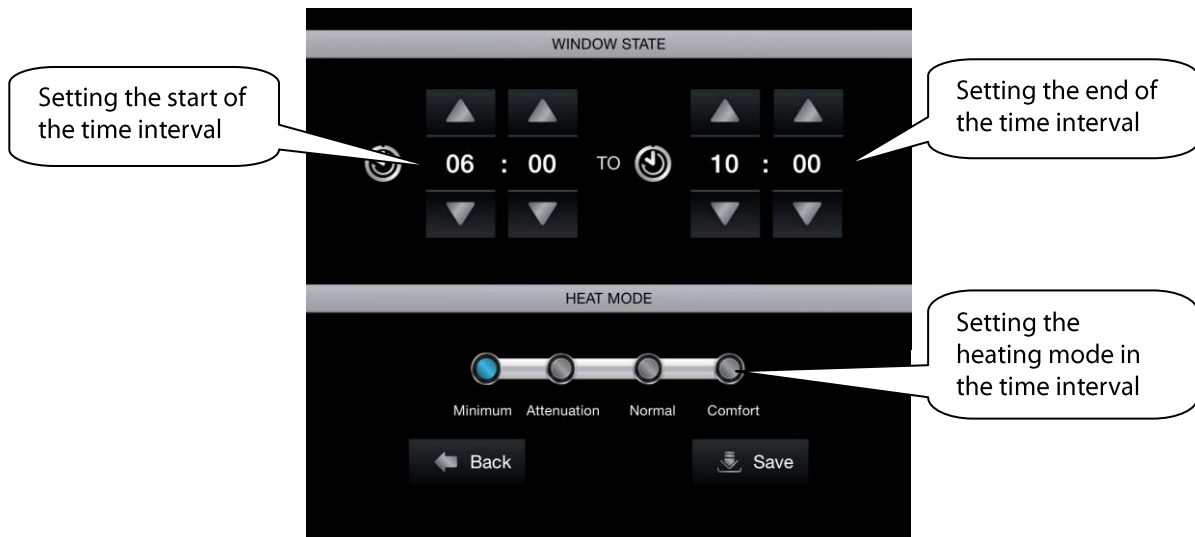 WINDOW STATE
Setting the start of
the time interval
06 : 00 TO 10 : 00
Setting the end of
the time interval
HEAT MODE
Minimum Attenuation Normal Comfort
Setting the
heating mode in
the time interval
Back Save